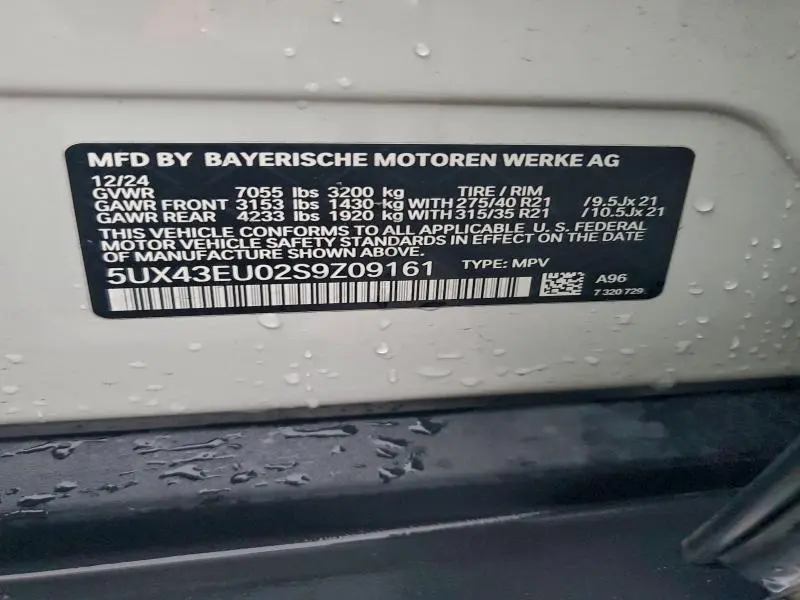 MFD BY BAYERISCHE MOTOREN WERKE AG
12/24
GVWR 7055 lbs 3200 kg TIRE / RIM
GAWR FRONT 3153 lbs 1430 kg WITH 275/40 R21 /9.5Jx21
GAWR REAR 4233 lbs 1920 kg WITH 315/35 R21 /10.5Jx21
THIS VEHICLE CONFORMS TO ALL APPLICABLE U.S. FEDERAL
MOTOR VEHICLE SAFETY STANDARDS IN EFFECT ON THE DATE
OF MANUFACTURE SHOWN ABOVE.
5UX43EU02S9Z09161 TYPE: MPV
A96
7 320 729